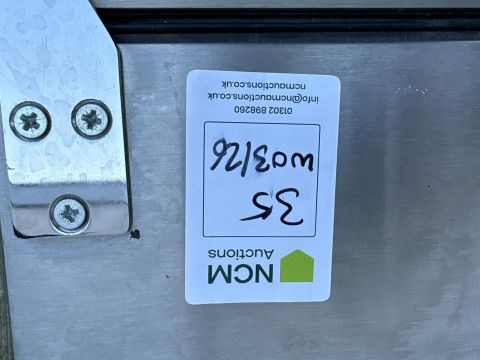 NCM
Auctions
35
W03/26
01302 898260
info@ncmauctions.co.uk
ncmauctions.co.uk